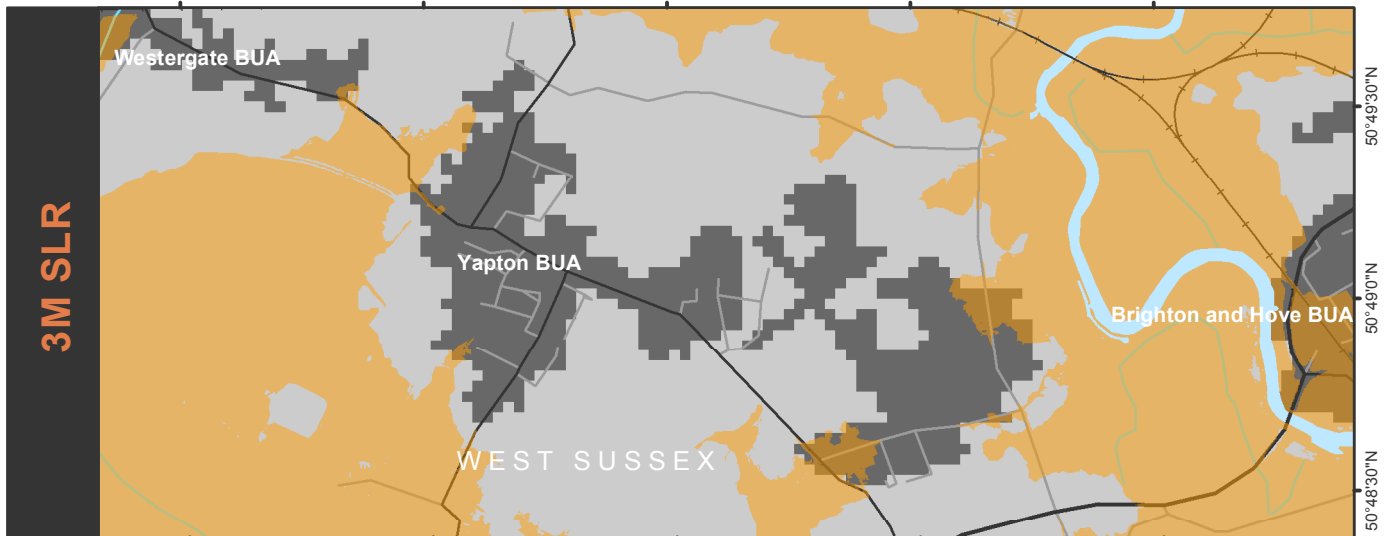 3M SLR
Westergate BUA
Yapton BUA
Brighton and Hove BUA
WEST SUSSEX
50°49'30"N
50°49'0"N
50°48'30"N